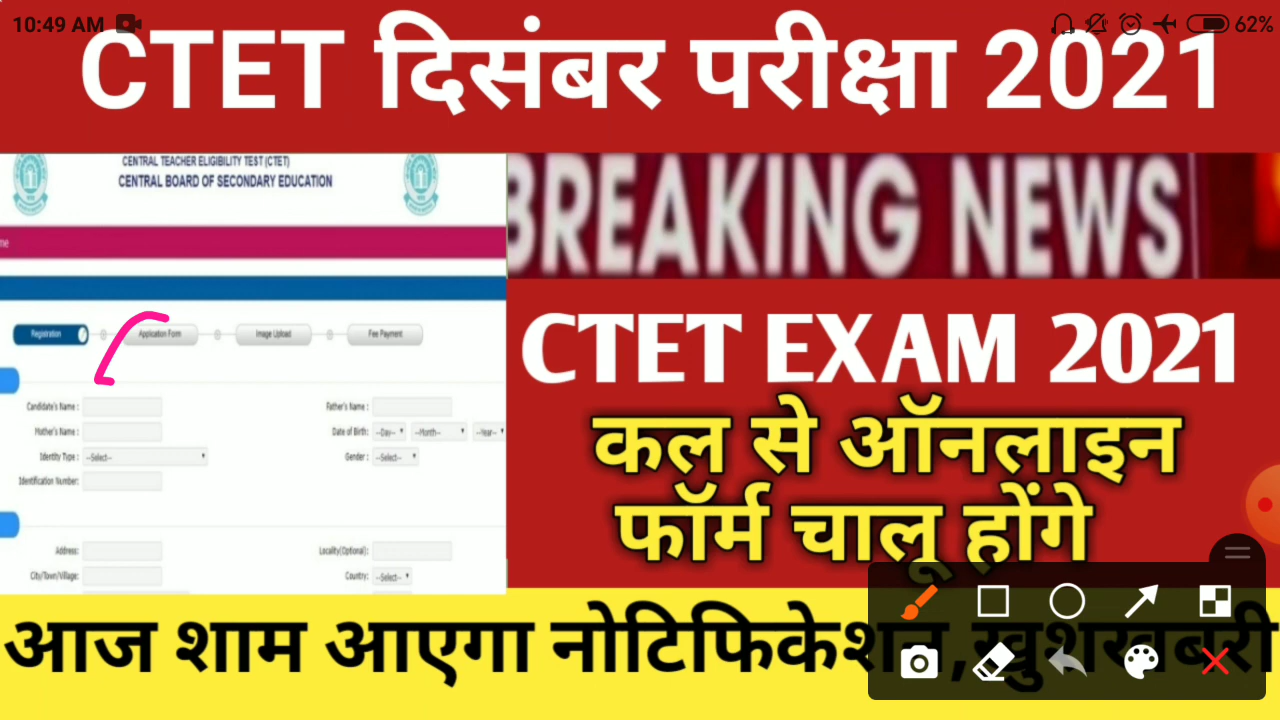 10:49 AM
62%
CTET दिसंबर परीक्षा 2021
CENTRAL TEACHER ELIGIBILITY TEST (CTET)
CENTRAL BOARD OF SECONDARY EDUCATION
me
BREAKING NEWS
Registration
Application Form
Image Upload
Fee Payment
Candidate's Name :
Father's Name :
Mother's Name :
Date of Birth: --Day-- --Month-- --Year--
Identity Type : --Select--
Gender : --Select--
Identification Number:
Address:
Locality(Optional):
City/Town/Village:
Country: --Select--
CTET EXAM 2021
कल से ऑनलाइन
फॉर्म चालू होंगे
आज शाम आएगा नोटिफिकेशन,खुशखबरी